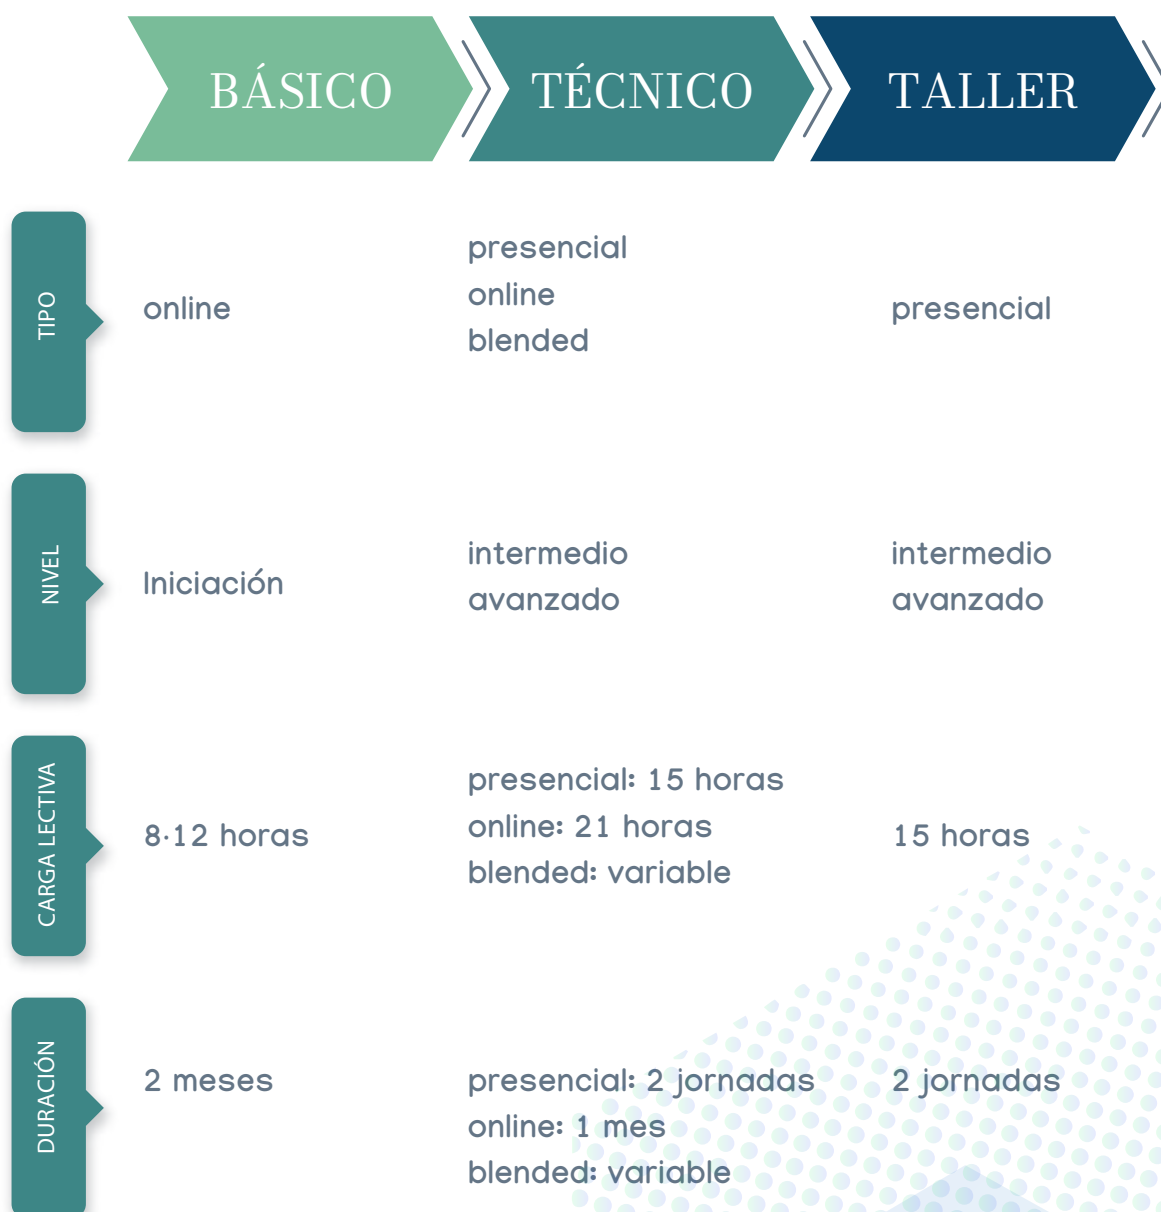 BÁSICO
TÉCNICO
TALLER
TIPO
online
presencial
online
blended
presencial
NIVEL
Iniciación
intermedio
avanzado
intermedio
avanzado
CARGA LECTIVA
8·12 horas
presencial: 15 horas
online: 21 horas
blended: variable
15 horas
DURACIÓN
2 meses
presencial: 2 jornadas
online: 1 mes
blended: variable
2 jornadas